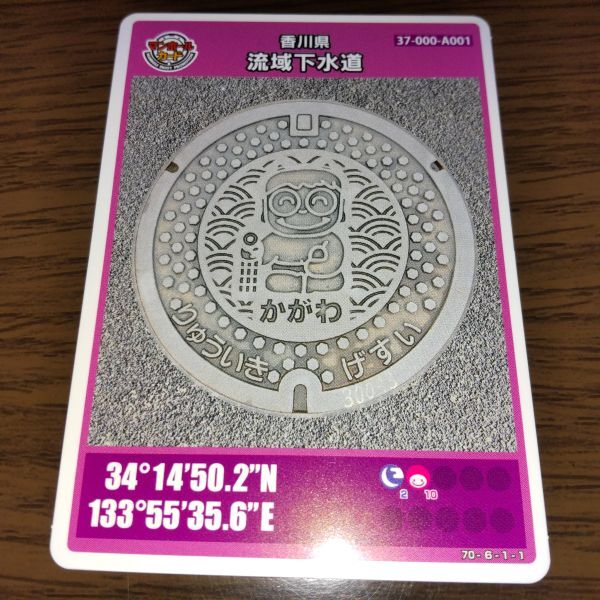 マンホール
カード
香川県
流域下水道
37-000-A001
かがわ
りゅういき
げすい
34°14'50.2"N
133°55'35.6"E
2
10
70-6-1-1